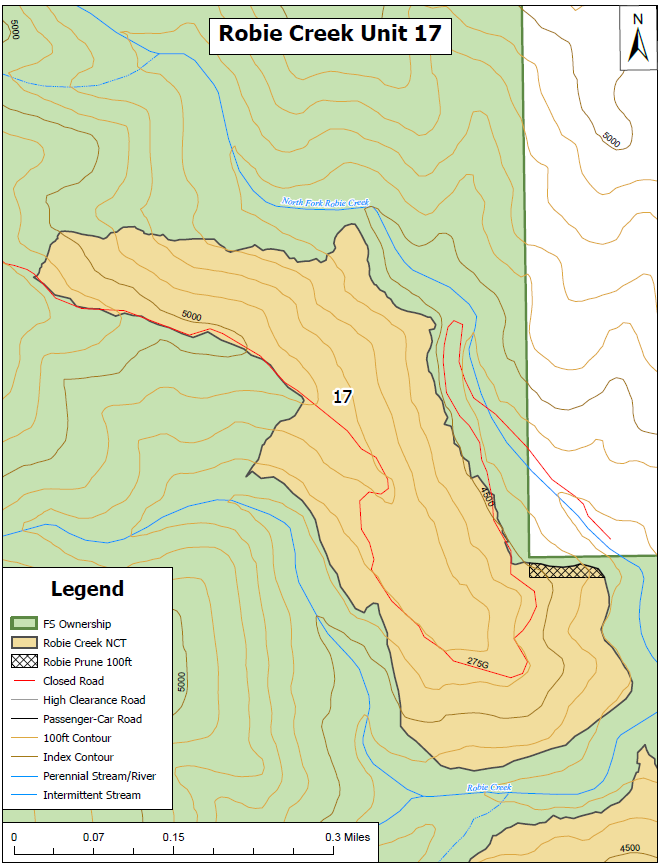 Robie Creek Unit 17
N
5000
5000
North Fork Robie Creek
5000
17
4500
275G
5000
Robie Creek
4500
Legend
FS Ownership
Robie Creek NCT
Robie Prune 100ft
Closed Road
High Clearance Road
Passenger-Car Road
100ft Contour
Index Contour
Perennial Stream/River
Intermittent Stream
0 0.07 0.15 0.3 Miles